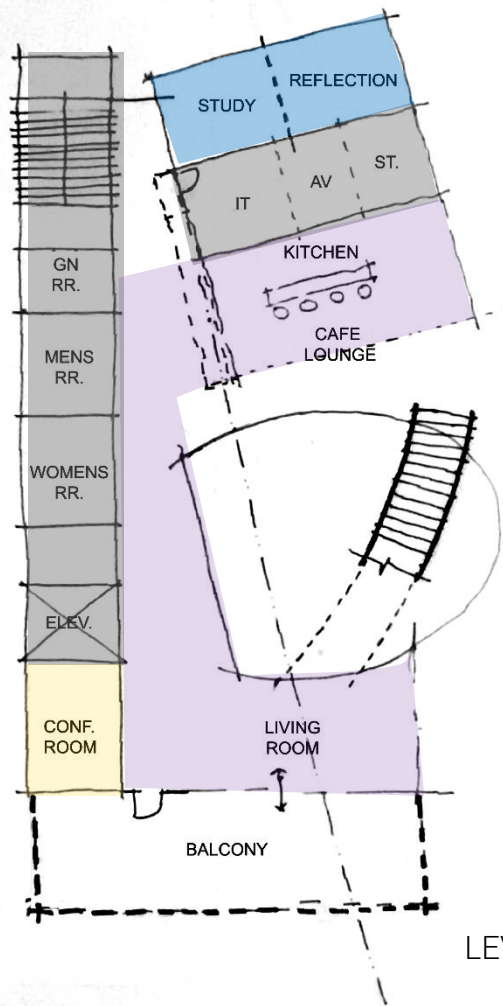 STUDY
REFLECTION
IT
AV
ST.
GN
RR.
KITCHEN
MENS
RR.
CAFE
LOUNGE
WOMENS
RR.
ELEV.
CONF.
ROOM
LIVING
ROOM
BALCONY
LEV